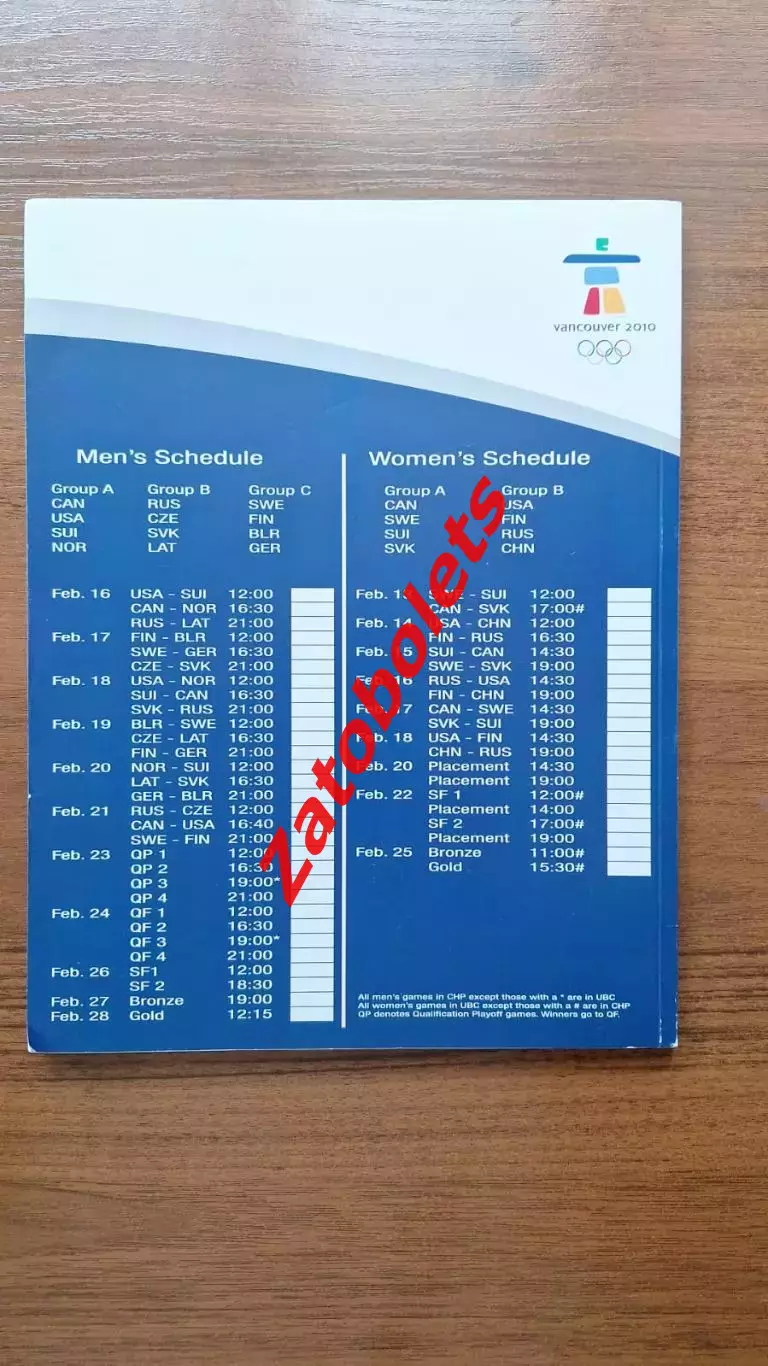 vancouver 2010
Men's Schedule
Group A Group B Group C
CAN RUS SWE
USA CZE FIN
SUI SVK BLR
NOR LAT GER
Feb. 16 USA - SUI 12:00
CAN - NOR 16:30
RUS - LAT 21:00
Feb. 17 FIN - BLR 12:00
SWE - GER 16:30
CZE - SVK 21:00
Feb. 18 USA - NOR 12:00
SUI - CAN 16:30
SVK - RUS 21:00
Feb. 19 BLR - SWE 12:00
CZE - LAT 16:30
FIN - GER 21:00
Feb. 20 NOR - SUI 12:00
LAT - SVK 16:30
GER - BLR 21:00
Feb. 21 RUS - CZE 12:00
CAN - USA 16:40
SWE - FIN 21:00
Feb. 23 QP 1 12:00
QP 2 16:30
QP 3 19:00*
QP 4 21:00
Feb. 24 QF 1 12:00
QF 2 16:30
QF 3 19:00*
QF 4 21:00
Feb. 26 SF1 12:00
SF 2 18:30
Feb. 27 Bronze 19:00
Feb. 28 Gold 12:15
Women's Schedule
Group A Group B
CAN USA
SWE FIN
SUI RUS
SVK CHN
Feb. 13 SWE - SUI 12:00
CAN - SVK 17:00#
Feb. 14 USA - CHN 12:00
FIN - RUS 16:30
Feb. 15 SUI - CAN 14:30
SWE - SVK 19:00
Feb. 16 RUS - USA 14:30
FIN - CHN 19:00
Feb. 17 CAN - SWE 14:30
SVK - SUI 19:00
Feb. 18 USA - FIN 14:30
CHN - RUS 19:00
Feb. 20 Placement 14:30
Placement 19:00
Feb. 22 SF 1 12:00#
Placement 14:00
SF 2 17:00#
Placement 19:00
Feb. 25 Bronze 11:00#
Gold 15:30#
All men's games in CHP except those with a * are in UBC
All women's games in UBC except those with a # are in CHP
QP denotes Qualification Playoff games. Winners go to QF.
Zatobolets